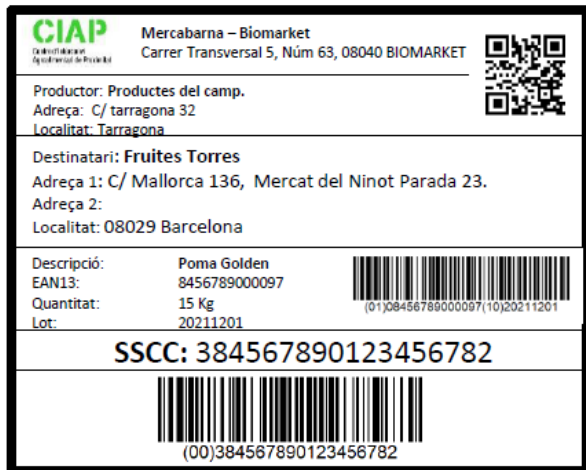 CIAP
Centre d'Intercanvi
Agroalimentari de Proximitat
Mercabarna – Biomarket
Carrer Transversal 5, Núm 63, 08040 BIOMARKET
Productor: Productes del camp.
Adreça: C/ tarragona 32
Localitat: Tarragona
Destinatari: Fruites Torres
Adreça 1: C/ Mallorca 136, Mercat del Ninot Parada 23.
Adreça 2:
Localitat: 08029 Barcelona
Descripció: Poma Golden
EAN13: 8456789000097
Quantitat: 15 Kg
Lot: 20211201
(01)08456789000097(10)20211201
SSCC: 384567890123456782
(00)384567890123456782